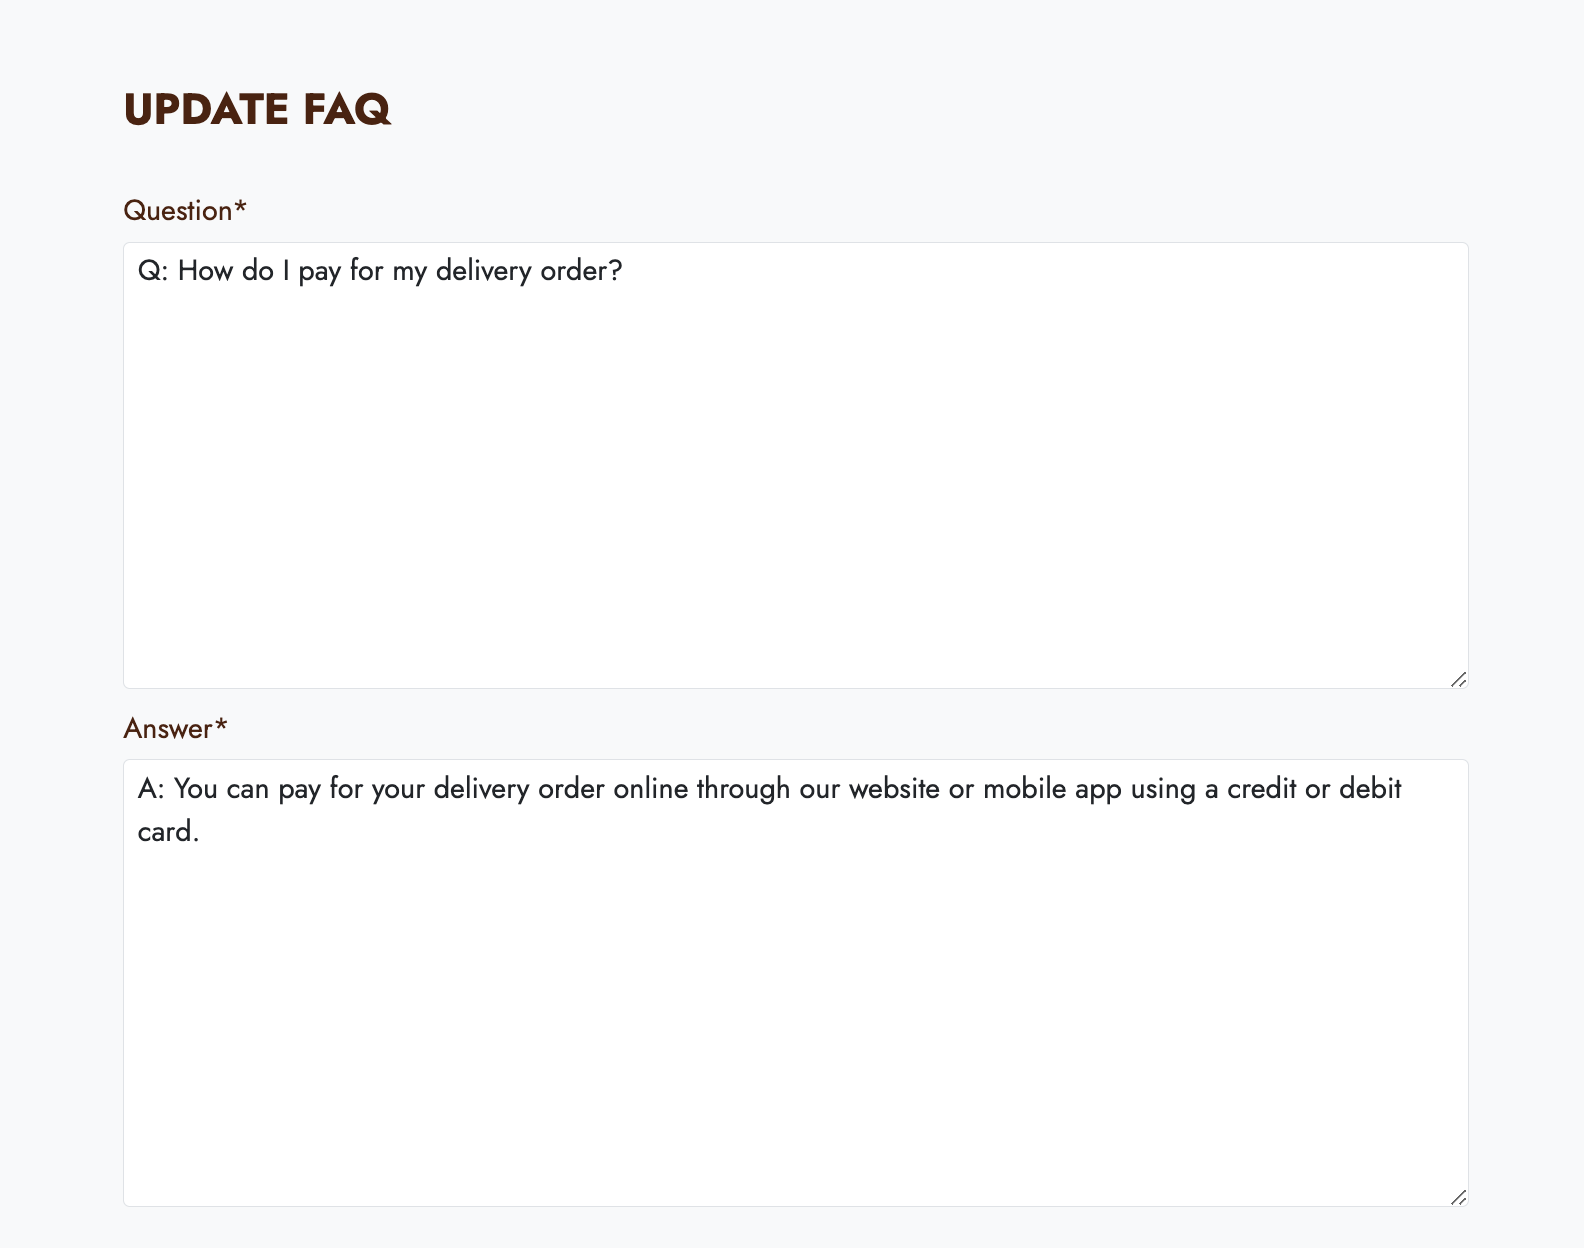 UPDATE FAQ
Question*
Q: How do I pay for my delivery order?
Answer*
A: You can pay for your delivery order online through our website or mobile app using a credit or debit
card.